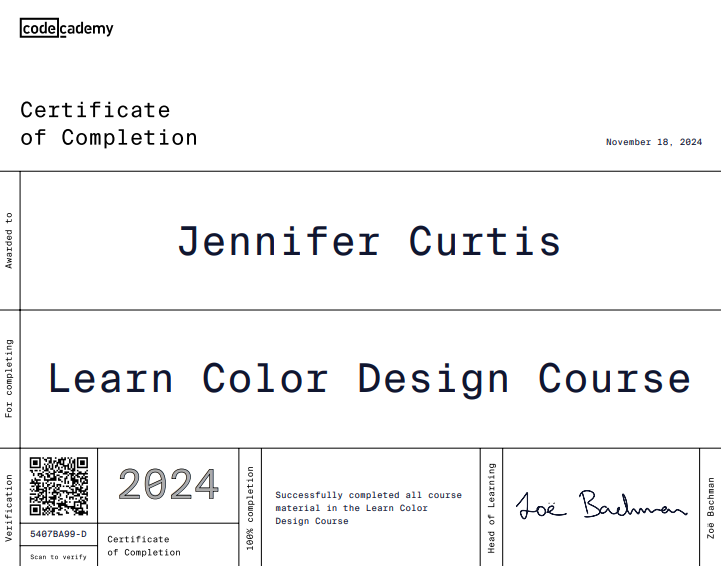 codecademy
Certificate
of Completion
November 18, 2024
Awarded to
Jennifer Curtis
For completing
Learn Color Design Course
Verification
5407BA99-D
Scan to verify
2024
Certificate
of Completion
100% completion
Successfully completed all course
material in the Learn Color
Design Course
Head of Learning
Zoë Bachman
Zoë Bachman